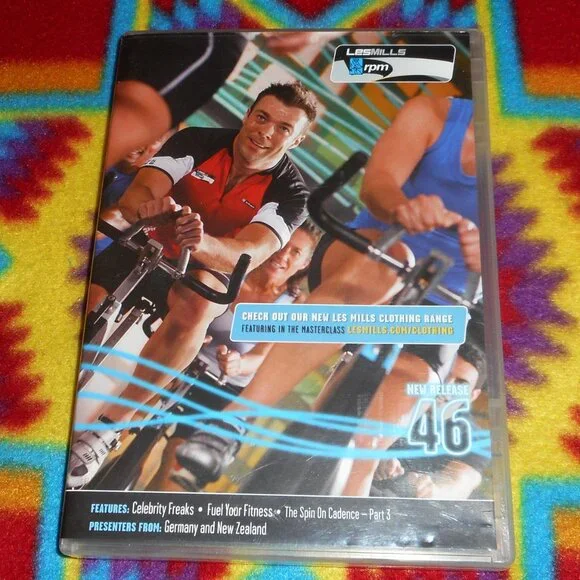 LESMILLS
rpm
CHECK OUT OUR NEW LES MILLS CLOTHING RANGE
FEATURING IN THE MASTERCLASS LESMILLS.COM/CLOTHING
NEW RELEASE
46
FEATURES: Celebrity Freaks • Fuel Your Fitness • The Spin On Cadence – Part 3
PRESENTERS FROM: Germany and New Zealand